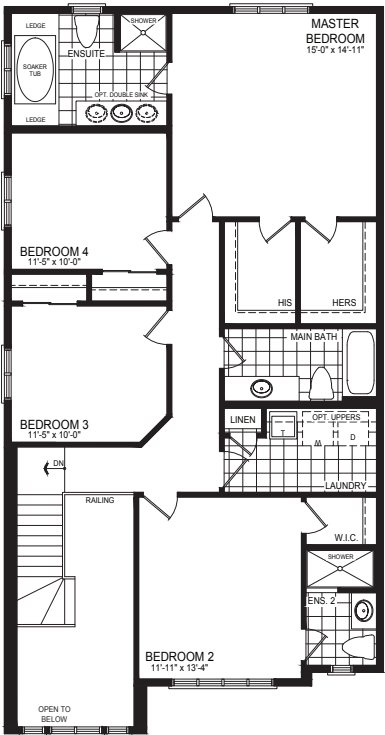 LEDGE
SHOWER
MASTER
BEDROOM
15'-0" x 14'-11"
SOAKER
TUB
ENSUITE
OPT. DOUBLE SINK
LEDGE
BEDROOM 4
11'-5" x 10'-0"
HIS
HERS
MAIN BATH
BEDROOM 3
11'-5" x 10'-0"
LINEN
OPT. UPPERS
T
W
D
LAUNDRY
DN
RAILING
W.I.C.
SHOWER
ENS. 2
BEDROOM 2
11'-11" x 13'-4"
OPEN TO
BELOW